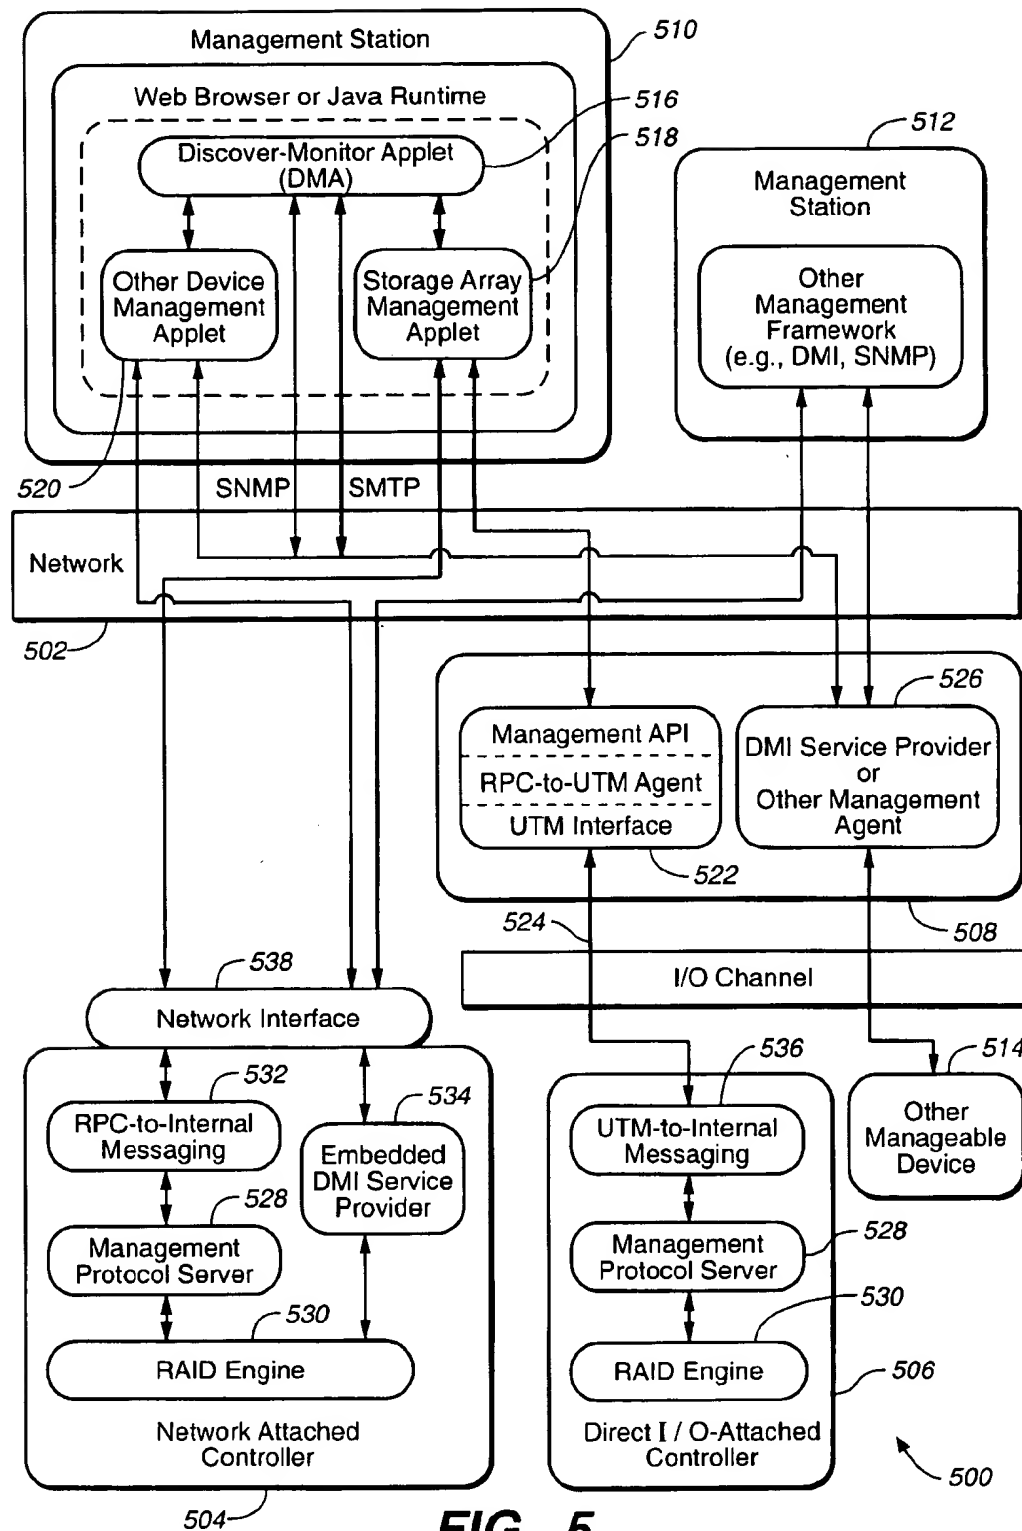 Management Station
510
Web Browser or Java Runtime
516
518
Discover-Monitor Applet
(DMA)
512
Management
Station
Other Device
Management
Applet
Storage Array
Management
Applet
Other
Management
Framework
(e.g., DMI, SNMP)
520
SNMP
SMTP
Network
502
526
Management API
RPC-to-UTM Agent
UTM Interface
DMI Service Provider
or
Other Management
Agent
522
524
508
I/O Channel
538
Network Interface
532
534
536
514
RPC-to-Internal
Messaging
Embedded
DMI Service
Provider
UTM-to-Internal
Messaging
Other
Manageable
Device
528
Management
Protocol Server
Management
Protocol Server
528
530
RAID Engine
530
RAID Engine
506
Network Attached
Controller
Direct I / O-Attached
Controller
500
504
FIG. 5